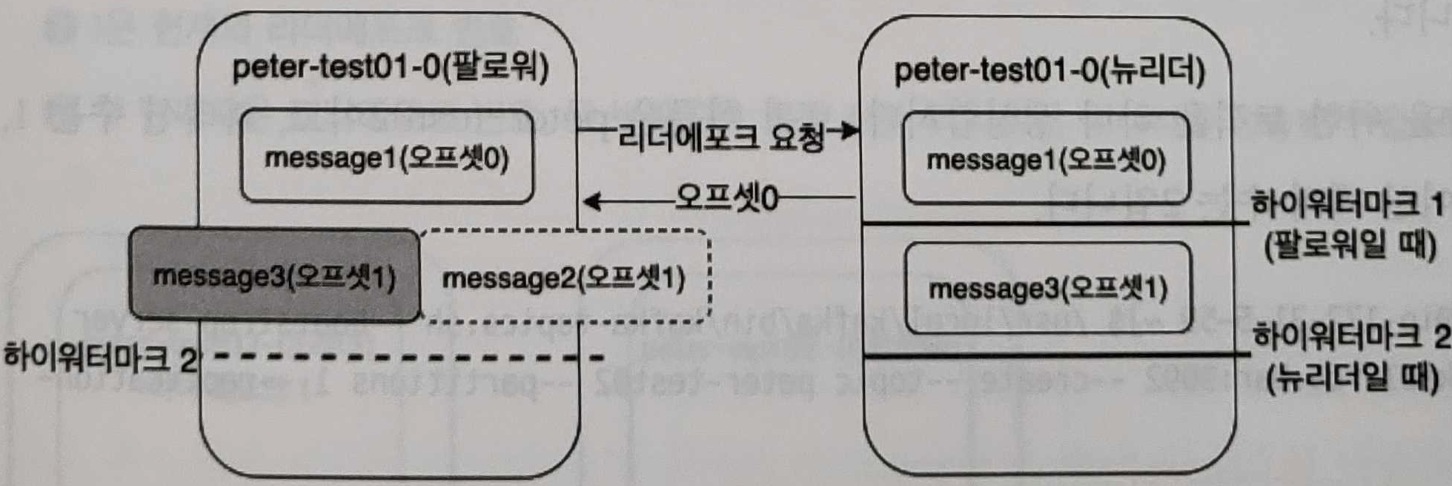 peter-test01-0(팔로워)
message1(오프셋0)
message3(오프셋1)
message2(오프셋1)
하이워터마크 2
리더에포크 요청
오프셋0
peter-test01-0(뉴리더)
message1(오프셋0)
하이워터마크 1
(팔로워일 때)
message3(오프셋1)
하이워터마크 2
(뉴리더일 때)